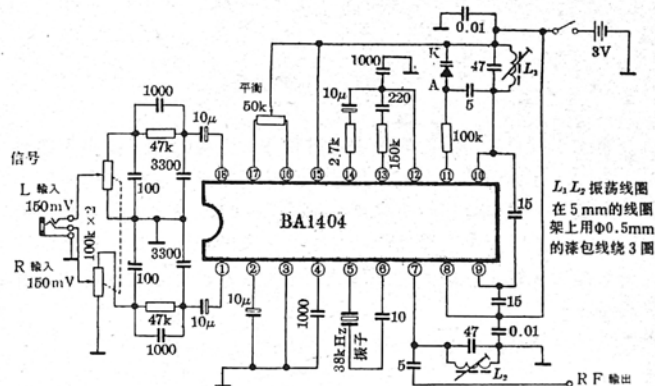 0.01
3V
1000
K
A
47
L₃
5
平衡
50k
10μ
220
2.7k
150k
100k
1000
47k
10μ
100
3300
信号
L 输入
150mV
100k ×2
R 输入
150mV
3300
100
47k
1000
10μ
⑱
⑰
⑯
⑮
⑭
⑬
⑫
⑪
⑩
BA1404
①
②
③
④
⑤
⑥
⑦
⑧
⑨
15
L₃ L₂ 振荡线圈
在 5 mm的线圈
架上用Φ0.5mm
的漆包线绕 3 圈
10μ
1000
38kHz
振子
10
15
0.01
47
5
L₂
RF 输出